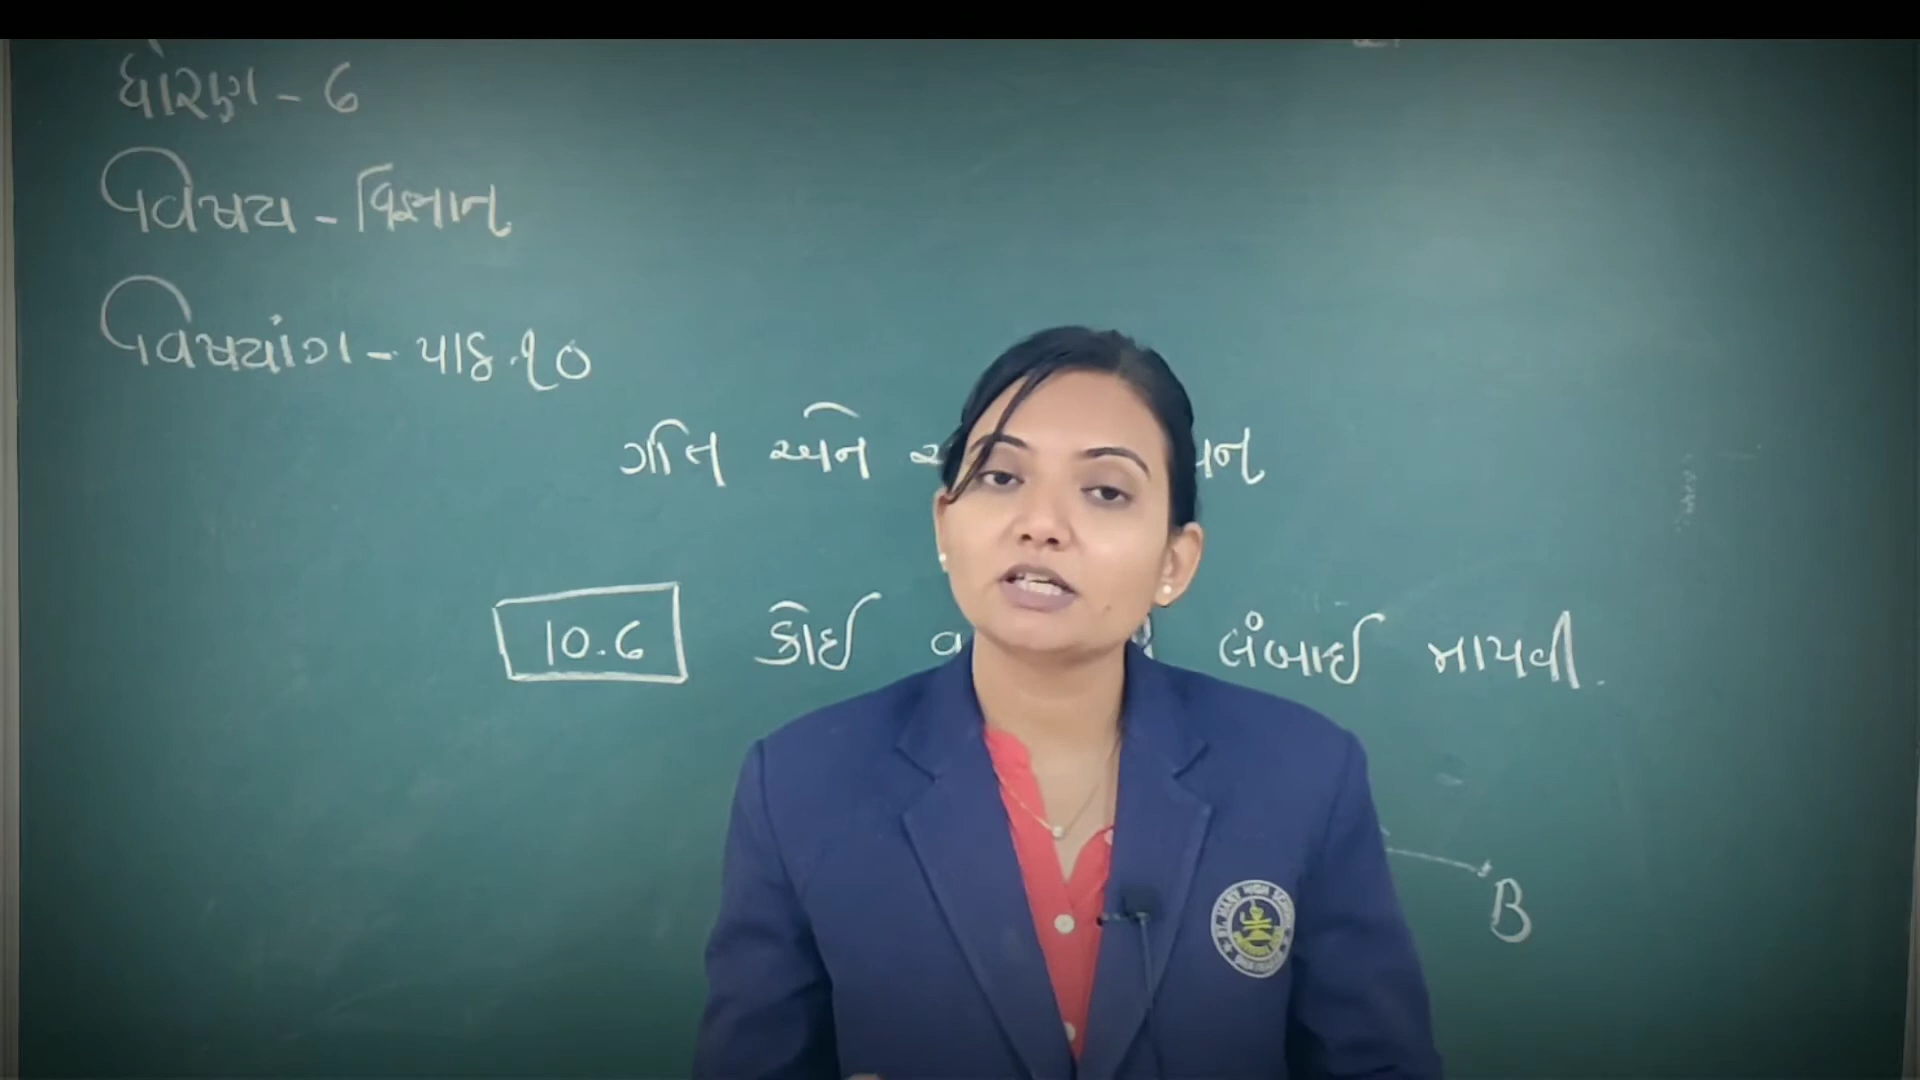 ધોરણ - 6
વિષય - વિજ્ઞાન
વિષયાંગ - પાઠ.૧૦
ગતિ અને
10.6 કોઈ લંબાઈ માપવી.
B